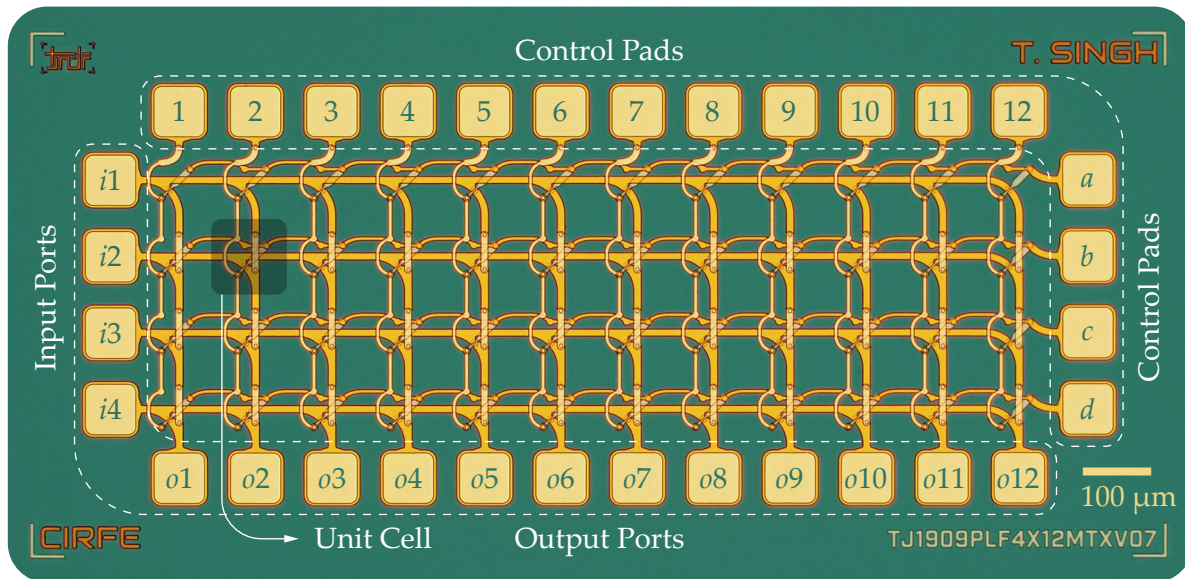 Control Pads
T. SINGH
1 2 3 4 5 6 7 8 9 10 11 12
i1
a
i2
b
i3
c
i4
d
Input Ports
Control Pads
o1 o2 o3 o4 o5 o6 o7 o8 o9 o10 o11 o12
100 µm
CIRFE
Unit Cell
Output Ports
TJ1909PLF4X12MTXV07